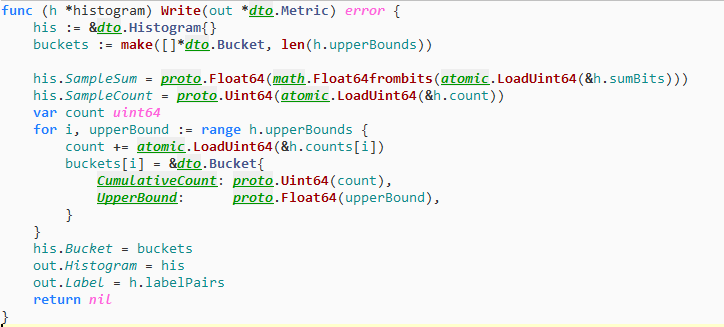 func (h *histogram) Write(out *dto.Metric) error {
    his := &dto.Histogram{}
    buckets := make([]*dto.Bucket, len(h.upperBounds))

    his.SampleSum = proto.Float64(math.Float64frombits(atomic.LoadUint64(&h.sumBits)))
    his.SampleCount = proto.Uint64(atomic.LoadUint64(&h.count))
    var count uint64
    for i, upperBound := range h.upperBounds {
        count += atomic.LoadUint64(&h.counts[i])
        buckets[i] = &dto.Bucket{
            CumulativeCount: proto.Uint64(count),
            UpperBound:      proto.Float64(upperBound),
        }
    }
    his.Bucket = buckets
    out.Histogram = his
    out.Label = h.labelPairs
    return nil
}